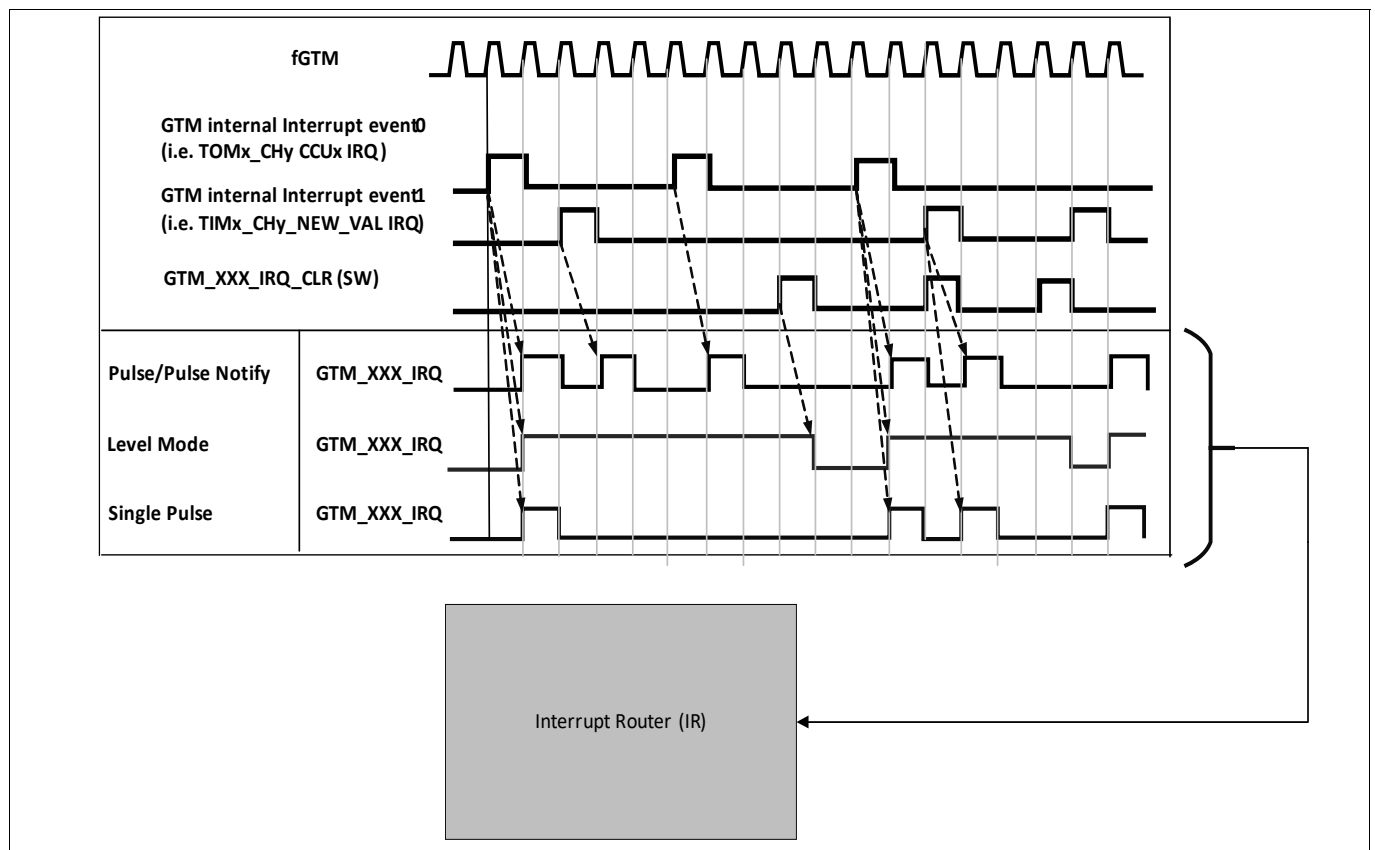 fGTM
GTM internal Interrupt event0
(i.e. TOMx_CHy CCUx IRQ )
GTM internal Interrupt event1
(i.e. TIMx_CHy_NEW_VAL IRQ)
GTM_XXX_IRQ_CLR (SW)
Pulse/Pulse Notify GTM_XXX_IRQ
Level Mode GTM_XXX_IRQ
Single Pulse GTM_XXX_IRQ
Interrupt Router (IR)